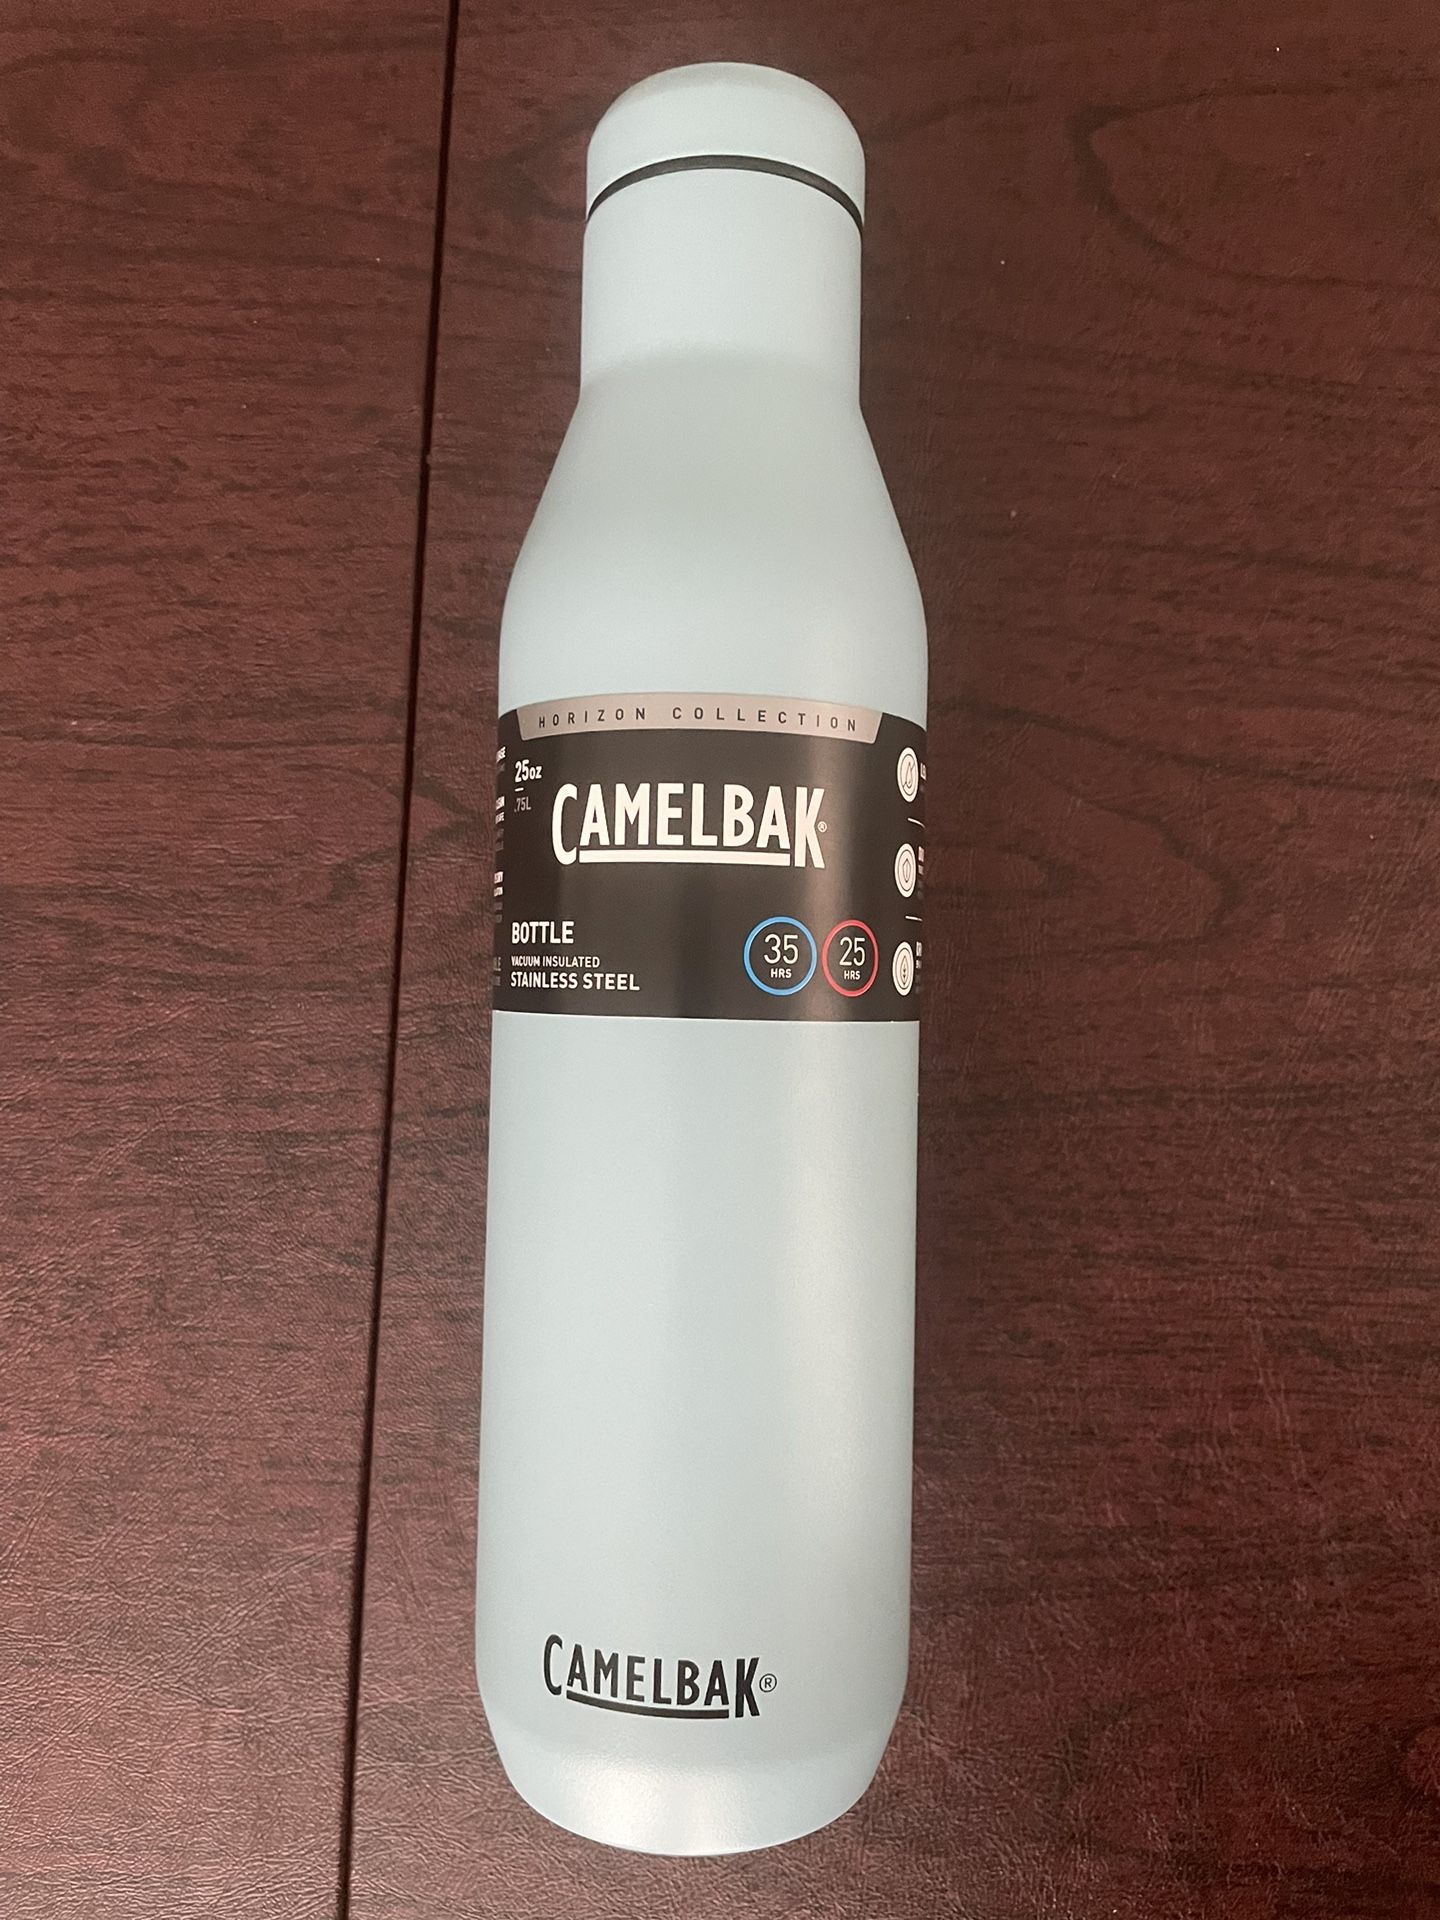 HORIZON COLLECTION
25oz
.75L
CAMELBAK®
BOTTLE
VACUUM INSULATED
STAINLESS STEEL
35
HRS
25
HRS
CAMELBAK®